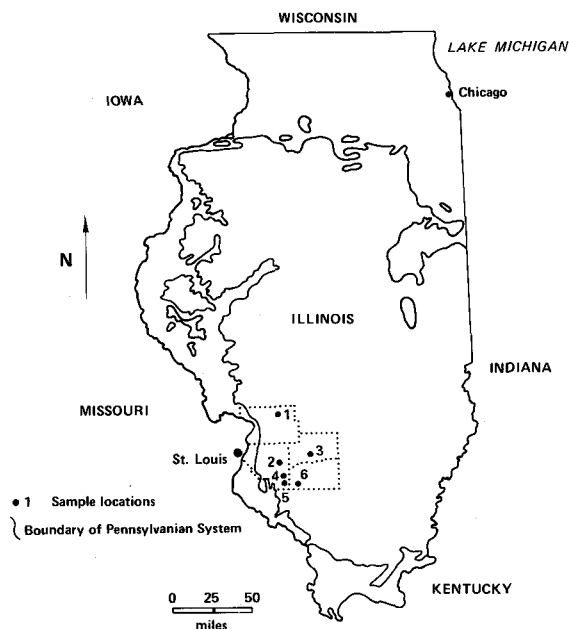 WISCONSIN
LAKE MICHIGAN
Chicago
IOWA
N
ILLINOIS
INDIANA
MISSOURI
1
St. Louis
2
3
4
6
5
1 Sample locations
Boundary of Pennsylvanian System
KENTUCKY
0 25 50
miles